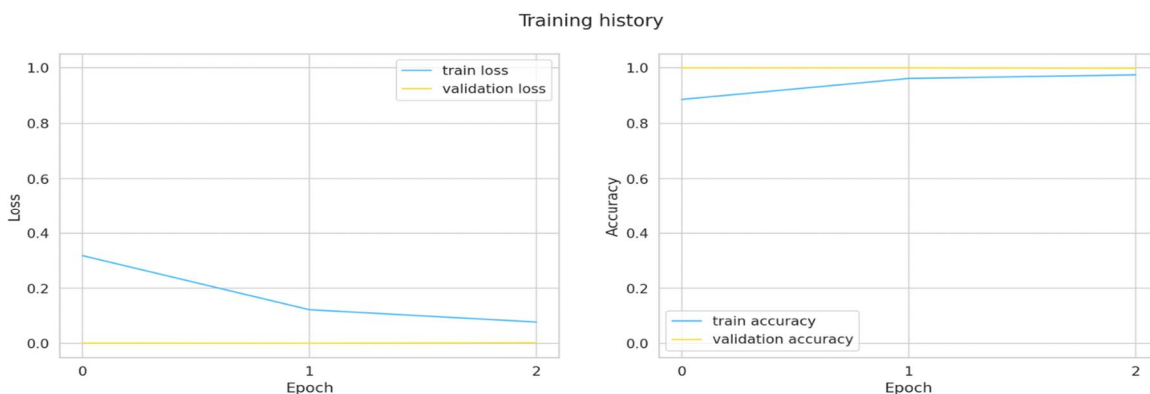 Training history
1.0
0.8
0.6
0.4
0.2
0.0
Loss
train loss
validation loss
0 1 2
Epoch
1.0
0.8
0.6
0.4
0.2
0.0
Accuracy
train accuracy
validation accuracy
0 1 2
Epoch